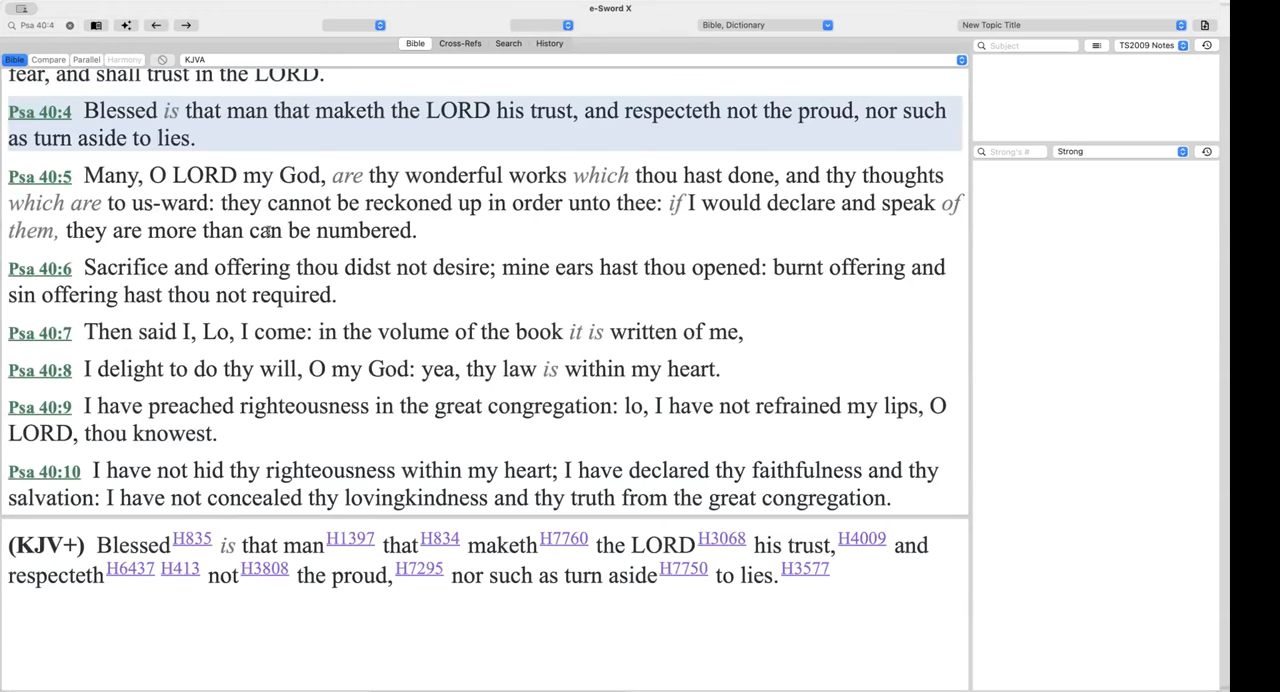 e-Sword X
Psa 40:4
Bible, Dictionary
New Topic Title
Bible Cross-Refs Search History
Subject
TS2009 Notes
Bible Compare Parallel Harmony
KJVA
fear, and shall trust in the LORD.
Psa 40:4 Blessed is that man that maketh the LORD his trust, and respecteth not the proud, nor such
as turn aside to lies.
Psa 40:5 Many, O LORD my God, are thy wonderful works which thou hast done, and thy thoughts
which are to us-ward: they cannot be reckoned up in order unto thee: if I would declare and speak of
them, they are more than can be numbered.
Psa 40:6 Sacrifice and offering thou didst not desire; mine ears hast thou opened: burnt offering and
sin offering hast thou not required.
Psa 40:7 Then said I, Lo, I come: in the volume of the book it is written of me,
Psa 40:8 I delight to do thy will, O my God: yea, thy law is within my heart.
Psa 40:9 I have preached righteousness in the great congregation: lo, I have not refrained my lips, O
LORD, thou knowest.
Psa 40:10 I have not hid thy righteousness within my heart; I have declared thy faithfulness and thy
salvation: I have not concealed thy lovingkindness and thy truth from the great congregation.
(KJV+) Blessed H835 is that man H1397 that H834 maketh H7760 the LORD H3068 his trust, H4009 and
respecteth H6437 H413 not H3808 the proud, H7295 nor such as turn aside H7750 to lies. H3577
Strong's #
Strong